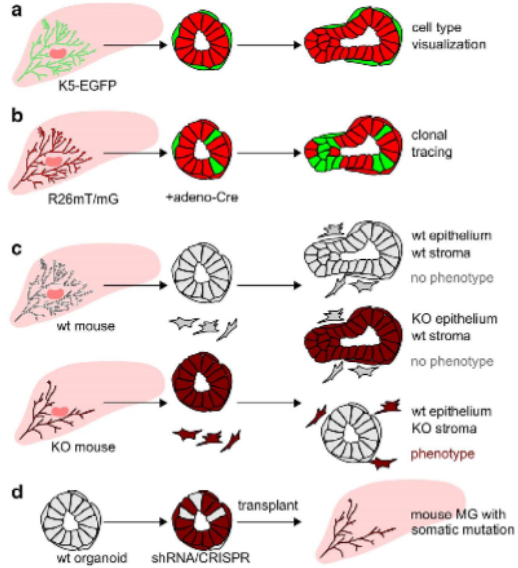 a
K5-EGFP
cell type
visualization
b
R26mT/mG
+adeno-Cre
clonal
tracing
c
wt mouse
wt epithelium
wt stroma
no phenotype
KO epithelium
wt stroma
no phenotype
KO mouse
wt epithelium
KO stroma
phenotype
d
wt organoid
shRNA/CRISPR
transplant
mouse MG with
somatic mutation